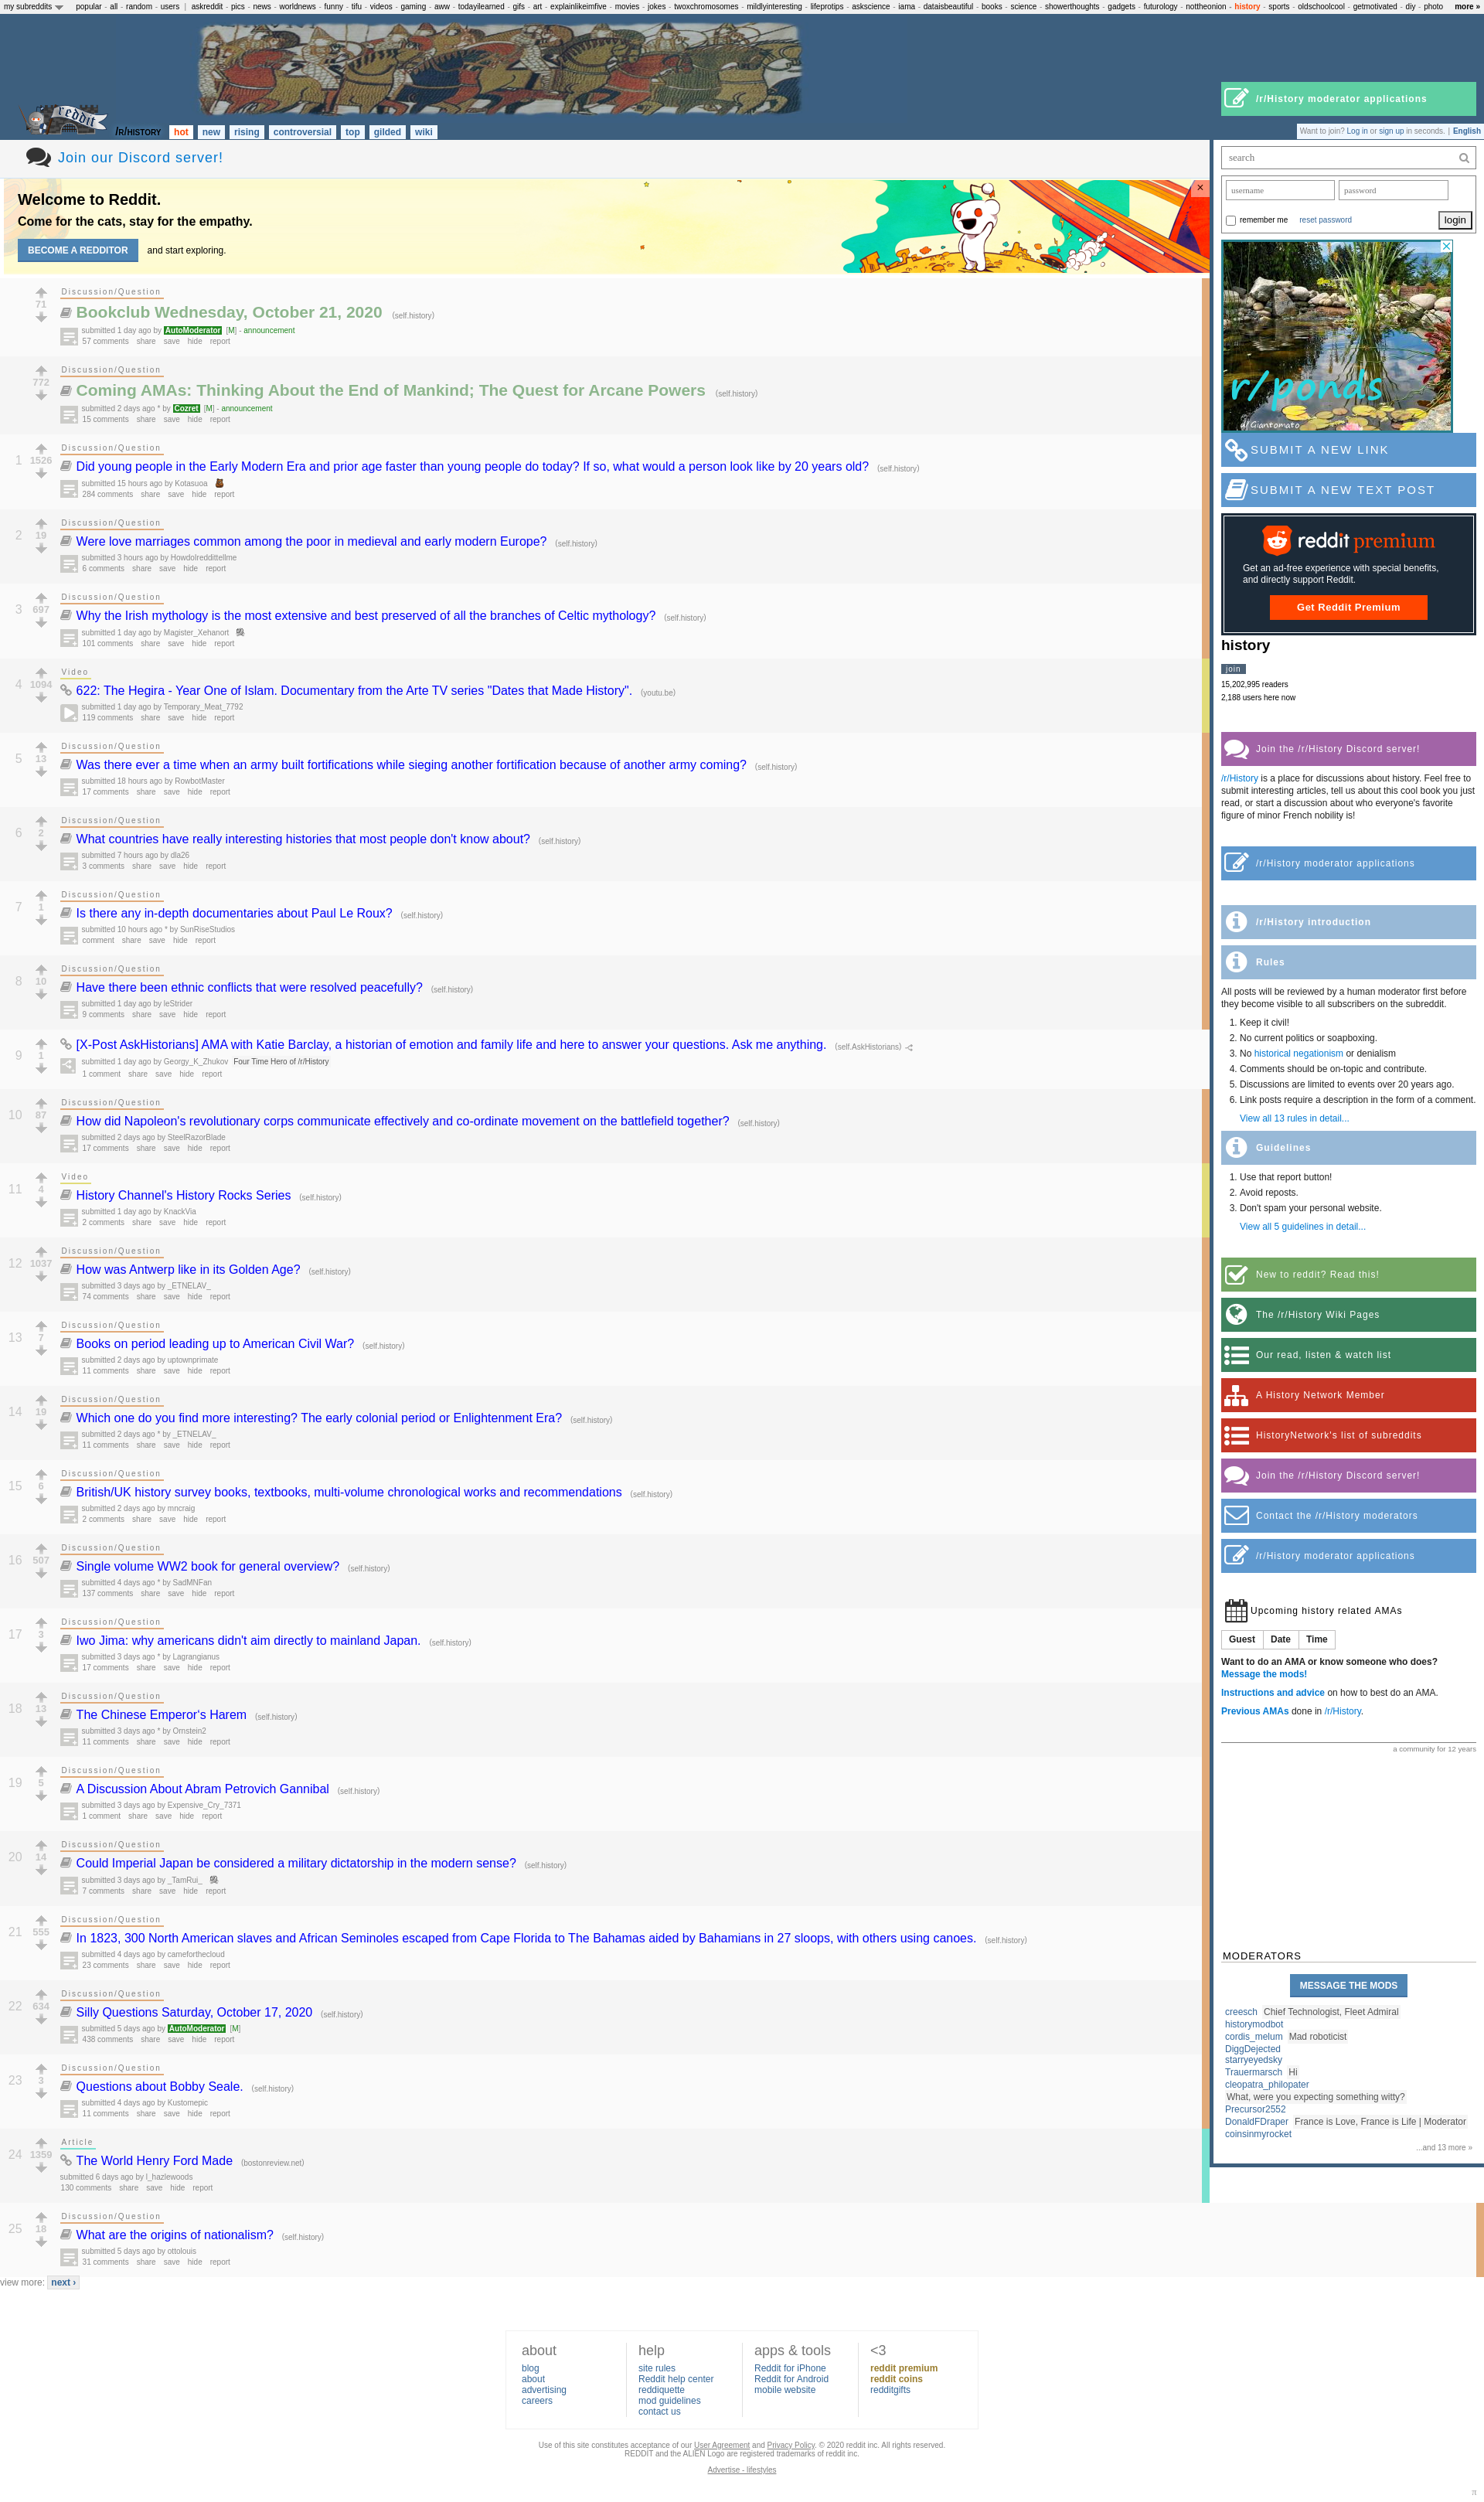 my subreddits popular - all - random - users | askreddit - pics - news - worldnews - funny - tifu - videos - gaming - aww - todayilearned - gifs - art - explainlikeimfive - movies - jokes - twoxchromosomes - mildlyinteresting - lifeprotips - askscience - iama - dataisbeautiful - books - science - showerthoughts - gadgets - futurology - nottheonion - history - sports - oldschoolcool - getmotivated - diy - photo more »
/r/History moderator applications
reddit /R/HISTORY hot new rising controversial top gilded wiki
Want to join? Log in or sign up in seconds. | English
Join our Discord server!
Welcome to Reddit.
Come for the cats, stay for the empathy.
BECOME A REDDITOR and start exploring.
Discussion/Question
71 Bookclub Wednesday, October 21, 2020 (self.history)
submitted 1 day ago by AutoModerator [M] - announcement
57 comments share save hide report
Discussion/Question
772 Coming AMAs: Thinking About the End of Mankind; The Quest for Arcane Powers (self.history)
submitted 2 days ago * by Cozret [M] - announcement
15 comments share save hide report
Discussion/Question
1 1526 Did young people in the Early Modern Era and prior age faster than young people do today? If so, what would a person look like by 20 years old? (self.history)
submitted 15 hours ago by Kotasuoa
284 comments share save hide report
Discussion/Question
2 19 Were love marriages common among the poor in medieval and early modern Europe? (self.history)
submitted 3 hours ago by HowdoIreddittellme
6 comments share save hide report
Discussion/Question
3 697 Why the Irish mythology is the most extensive and best preserved of all the branches of Celtic mythology? (self.history)
submitted 1 day ago by Magister_Xehanort
101 comments share save hide report
Video
4 1094 622: The Hegira - Year One of Islam. Documentary from the Arte TV series "Dates that Made History". (youtu.be)
submitted 1 day ago by Temporary_Meat_7792
119 comments share save hide report
Discussion/Question
5 13 Was there ever a time when an army built fortifications while sieging another fortification because of another army coming? (self.history)
submitted 18 hours ago by RowbotMaster
17 comments share save hide report
Discussion/Question
6 2 What countries have really interesting histories that most people don't know about? (self.history)
submitted 7 hours ago by dla26
3 comments share save hide report
Discussion/Question
7 1 Is there any in-depth documentaries about Paul Le Roux? (self.history)
submitted 10 hours ago * by SunRiseStudios
comment share save hide report
Discussion/Question
8 10 Have there been ethnic conflicts that were resolved peacefully? (self.history)
submitted 1 day ago by leStrider
9 comments share save hide report
9 1 [X-Post AskHistorians] AMA with Katie Barclay, a historian of emotion and family life and here to answer your questions. Ask me anything. (self.AskHistorians)
submitted 1 day ago by Georgy_K_Zhukov Four Time Hero of /r/History
1 comment share save hide report
Discussion/Question
10 87 How did Napoleon's revolutionary corps communicate effectively and co-ordinate movement on the battlefield together? (self.history)
submitted 2 days ago by SteelRazorBlade
17 comments share save hide report
Video
11 4 History Channel's History Rocks Series (self.history)
submitted 1 day ago by KnackVia
2 comments share save hide report
Discussion/Question
12 1037 How was Antwerp like in its Golden Age? (self.history)
submitted 3 days ago by _ETNELAV_
74 comments share save hide report
Discussion/Question
13 7 Books on period leading up to American Civil War? (self.history)
submitted 2 days ago by uptownprimate
11 comments share save hide report
Discussion/Question
14 19 Which one do you find more interesting? The early colonial period or Enlightenment Era? (self.history)
submitted 2 days ago * by _ETNELAV_
11 comments share save hide report
Discussion/Question
15 6 British/UK history survey books, textbooks, multi-volume chronological works and recommendations (self.history)
submitted 2 days ago by mncraig
2 comments share save hide report
Discussion/Question
16 507 Single volume WW2 book for general overview? (self.history)
submitted 4 days ago * by SadMNFan
137 comments share save hide report
Discussion/Question
17 3 Iwo Jima: why americans didn't aim directly to mainland Japan. (self.history)
submitted 3 days ago * by Lagrangianus
17 comments share save hide report
Discussion/Question
18 13 The Chinese Emperor's Harem (self.history)
submitted 3 days ago * by Ornstein2
11 comments share save hide report
Discussion/Question
19 5 A Discussion About Abram Petrovich Gannibal (self.history)
submitted 3 days ago by Expensive_Cry_7371
1 comment share save hide report
Discussion/Question
20 14 Could Imperial Japan be considered a military dictatorship in the modern sense? (self.history)
submitted 3 days ago by _TamRui_
7 comments share save hide report
Discussion/Question
21 555 In 1823, 300 North American slaves and African Seminoles escaped from Cape Florida to The Bahamas aided by Bahamians in 27 sloops, with others using canoes. (self.history)
submitted 4 days ago by cameforthecloud
23 comments share save hide report
Discussion/Question
22 634 Silly Questions Saturday, October 17, 2020 (self.history)
submitted 5 days ago by AutoModerator [M]
438 comments share save hide report
Discussion/Question
23 3 Questions about Bobby Seale. (self.history)
submitted 4 days ago by Kustomepic
11 comments share save hide report
Article
24 1359 The World Henry Ford Made (bostonreview.net)
submitted 6 days ago by l_hazlewoods
130 comments share save hide report
Discussion/Question
25 18 What are the origins of nationalism? (self.history)
submitted 5 days ago by ottolouis
31 comments share save hide report
view more: next ›
search
username password
remember me reset password login
r/ponds
u/Giantomato
SUBMIT A NEW LINK
SUBMIT A NEW TEXT POST
reddit premium
Get an ad-free experience with special benefits,
and directly support Reddit.
Get Reddit Premium
history
join
15,202,995 readers
2,188 users here now
Join the /r/History Discord server!
/r/History is a place for discussions about history. Feel free to
submit interesting articles, tell us about this cool book you just
read, or start a discussion about who everyone's favorite
figure of minor French nobility is!
/r/History moderator applications
/r/History introduction
Rules
All posts will be reviewed by a human moderator first before
they become visible to all subscribers on the subreddit.
1. Keep it civil!
2. No current politics or soapboxing.
3. No historical negationism or denialism
4. Comments should be on-topic and contribute.
5. Discussions are limited to events over 20 years ago.
6. Link posts require a description in the form of a comment.
View all 13 rules in detail...
Guidelines
1. Use that report button!
2. Avoid reposts.
3. Don't spam your personal website.
View all 5 guidelines in detail...
New to reddit? Read this!
The /r/History Wiki Pages
Our read, listen & watch list
A History Network Member
HistoryNetwork's list of subreddits
Join the /r/History Discord server!
Contact the /r/History moderators
/r/History moderator applications
Upcoming history related AMAs
Guest Date Time
Want to do an AMA or know someone who does?
Message the mods!
Instructions and advice on how to best do an AMA.
Previous AMAs done in /r/History.
a community for 12 years
MODERATORS
MESSAGE THE MODS
creesch Chief Technologist, Fleet Admiral
historymodbot
cordis_melum Mad roboticist
DiggDejected
starryeyedsky
Trauermarsch Hi
cleopatra_philopater
What, were you expecting something witty?
Precursor2552
DonaldFDraper France is Love, France is Life | Moderator
coinsinmyrocket
...and 13 more »
about help apps & tools <3
blog site rules Reddit for iPhone reddit premium
about Reddit help center Reddit for Android reddit coins
advertising reddiquette mobile website redditgifts
careers mod guidelines
contact us
Use of this site constitutes acceptance of our User Agreement and Privacy Policy. © 2020 reddit inc. All rights reserved.
REDDIT and the ALIEN Logo are registered trademarks of reddit inc.
Advertise - lifestyles
π